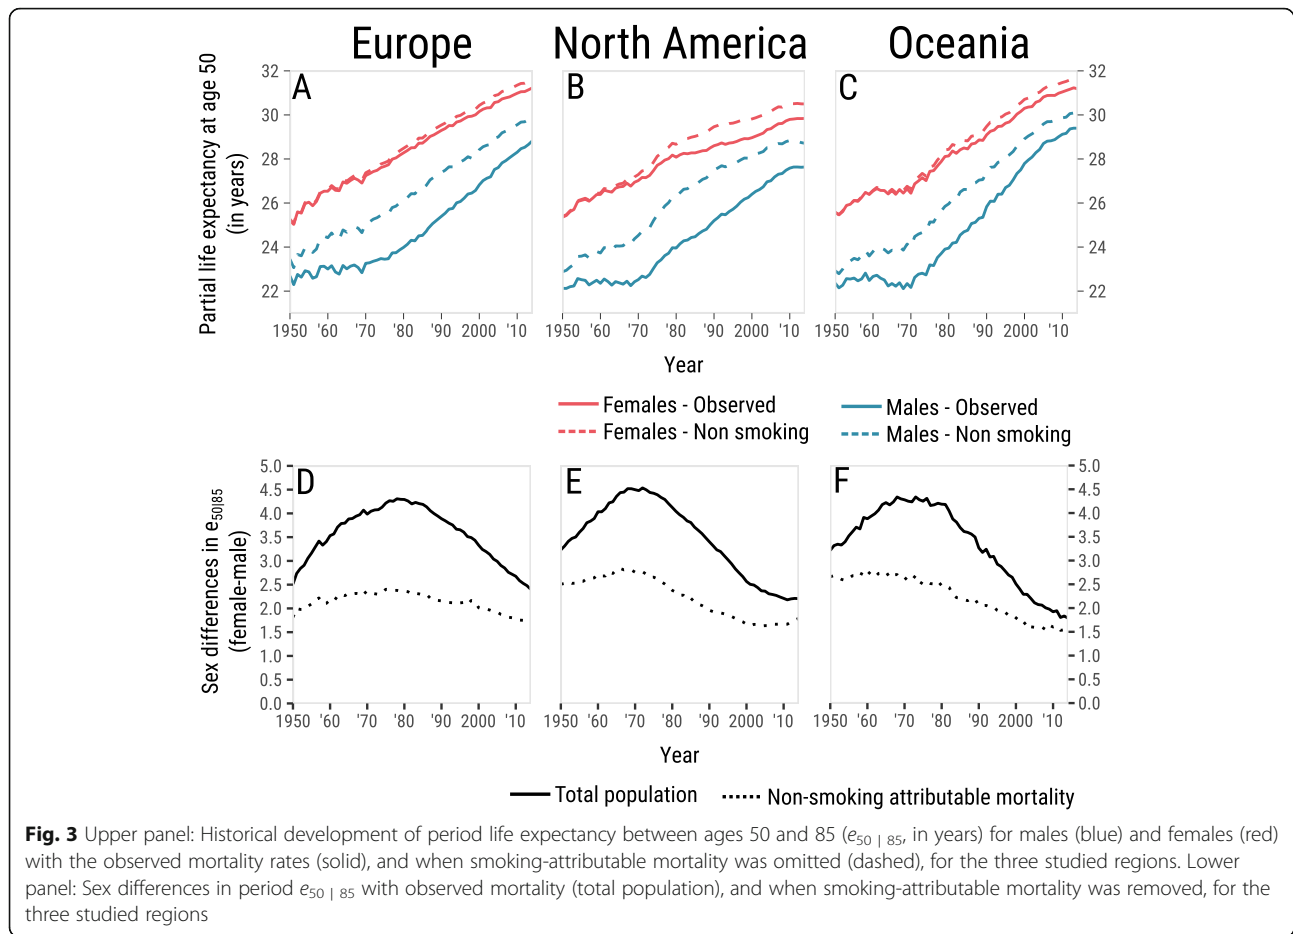 Europe North America Oceania
Partial life expectancy at age 50
(in years)
A B C
32 32
30 30
28 28
26 26
24 24
22 22
1950 '60 '70 '80 '90 2000 '10 1950 '60 '70 '80 '90 2000 '10 1950 '60 '70 '80 '90 2000 '10
Year
Females - Observed Males - Observed
Females - Non smoking Males - Non smoking
Sex differences in e50|85
(female-male)
D E F
5.0 5.0
4.5 4.5
4.0 4.0
3.5 3.5
3.0 3.0
2.5 2.5
2.0 2.0
1.5 1.5
1.0 1.0
0.5 0.5
0.0 0.0
1950 '60 '70 '80 '90 2000 '10 1950 '60 '70 '80 '90 2000 '10 1950 '60 '70 '80 '90 2000 '10
Year
Total population Non-smoking attributable mortality
Fig. 3 Upper panel: Historical development of period life expectancy between ages 50 and 85 (e50 | 85, in years) for males (blue) and females (red)
with the observed mortality rates (solid), and when smoking-attributable mortality was omitted (dashed), for the three studied regions. Lower
panel: Sex differences in period e50 | 85 with observed mortality (total population), and when smoking-attributable mortality was removed, for the
three studied regions